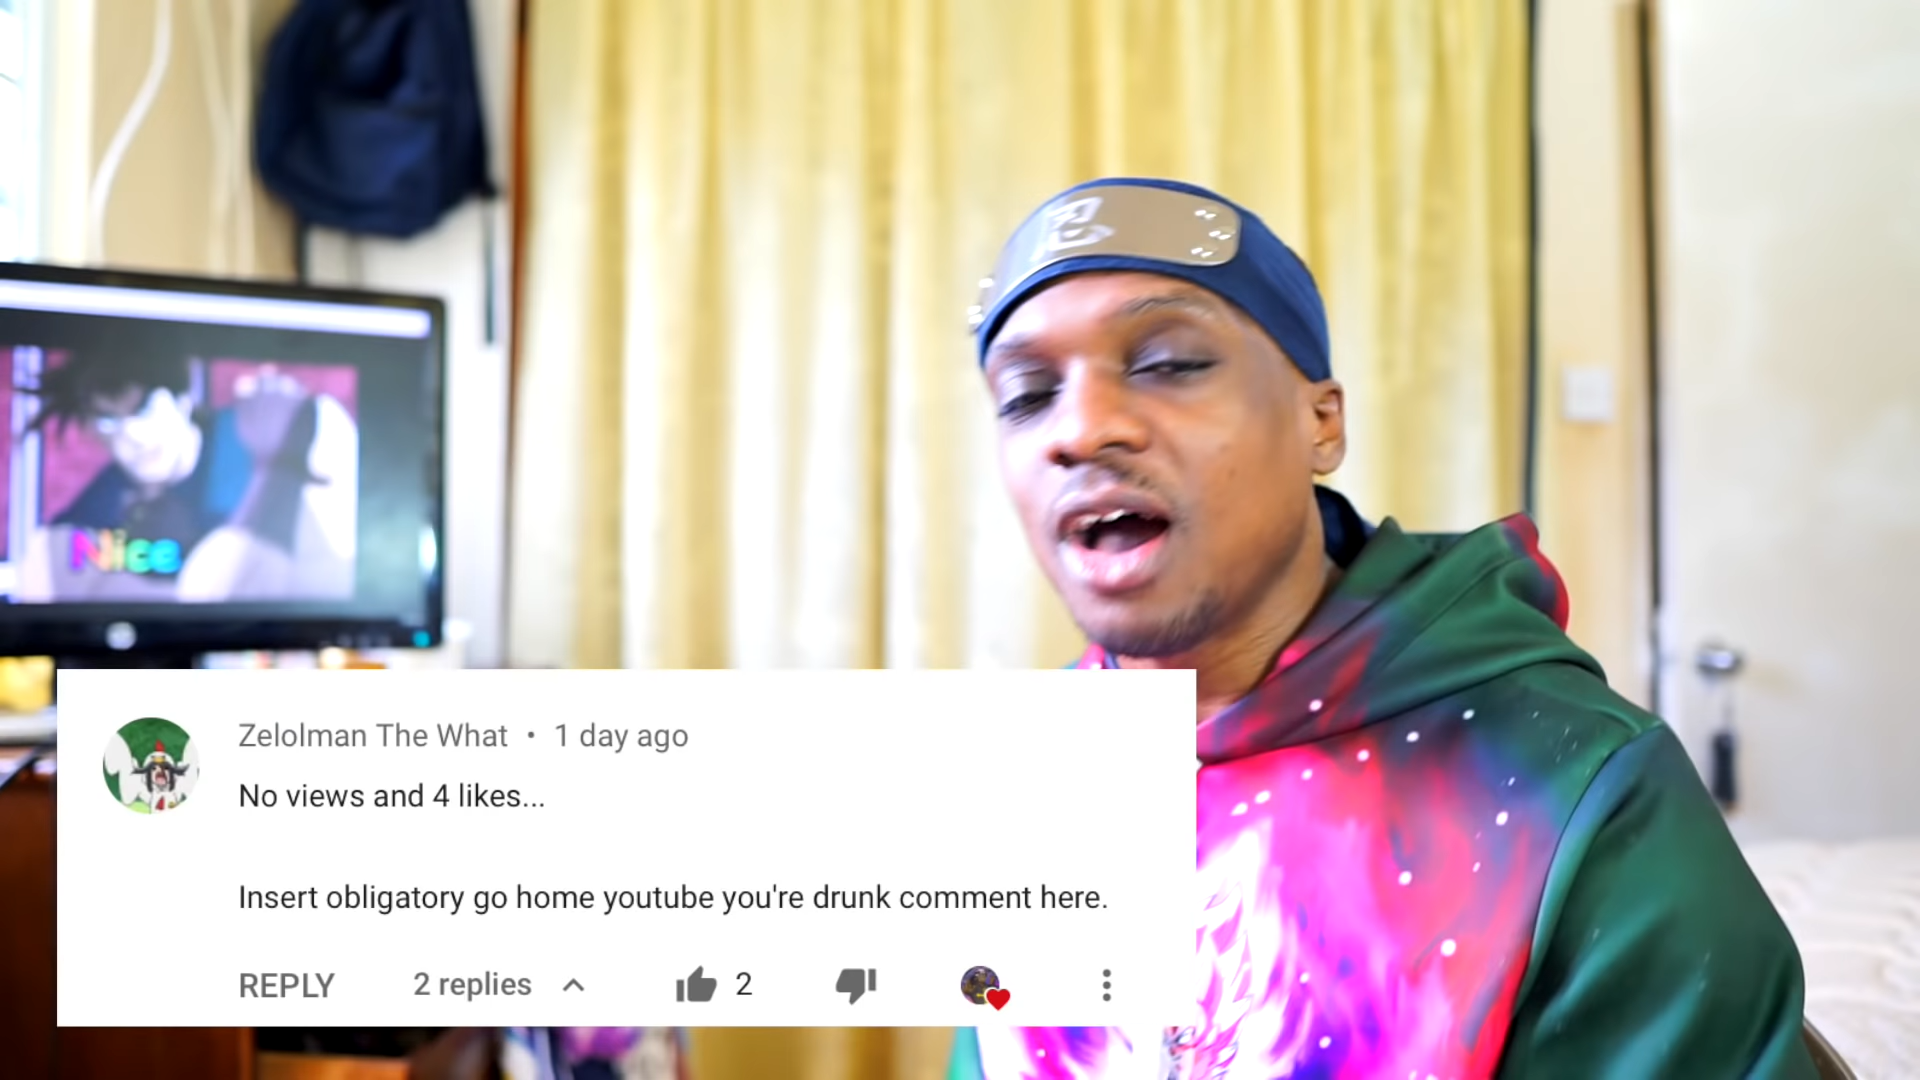 Nice
Zelolman The What • 1 day ago
No views and 4 likes...
Insert obligatory go home youtube you're drunk comment here.
REPLY 2 replies 2